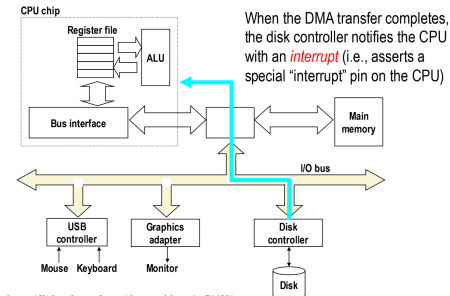 CPU chip
Register file
ALU
Bus interface
When the DMA transfer completes,
the disk controller notifies the CPU
with an interrupt (i.e., asserts a
special “interrupt” pin on the CPU)
Main
memory
I/O bus
USB
controller
Graphics
adapter
Disk
controller
Mouse Keyboard
Monitor
Disk